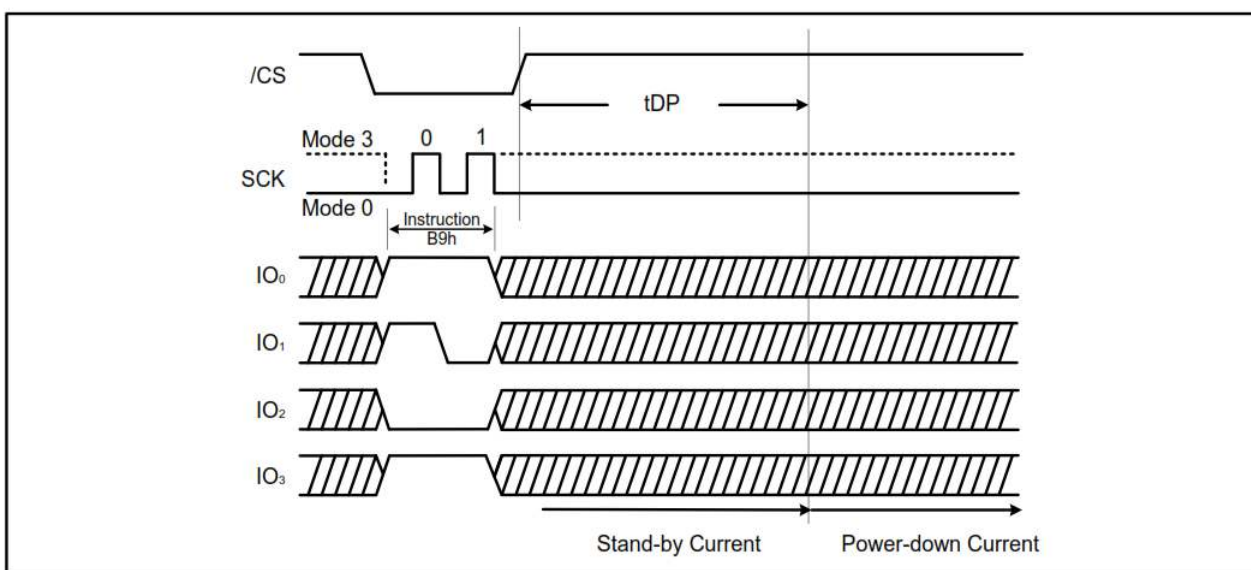 /CS
tDP
Mode 3 0 1
SCK
Mode 0
Instruction
B9h
IO₀
IO₁
IO₂
IO₃
Stand-by Current Power-down Current